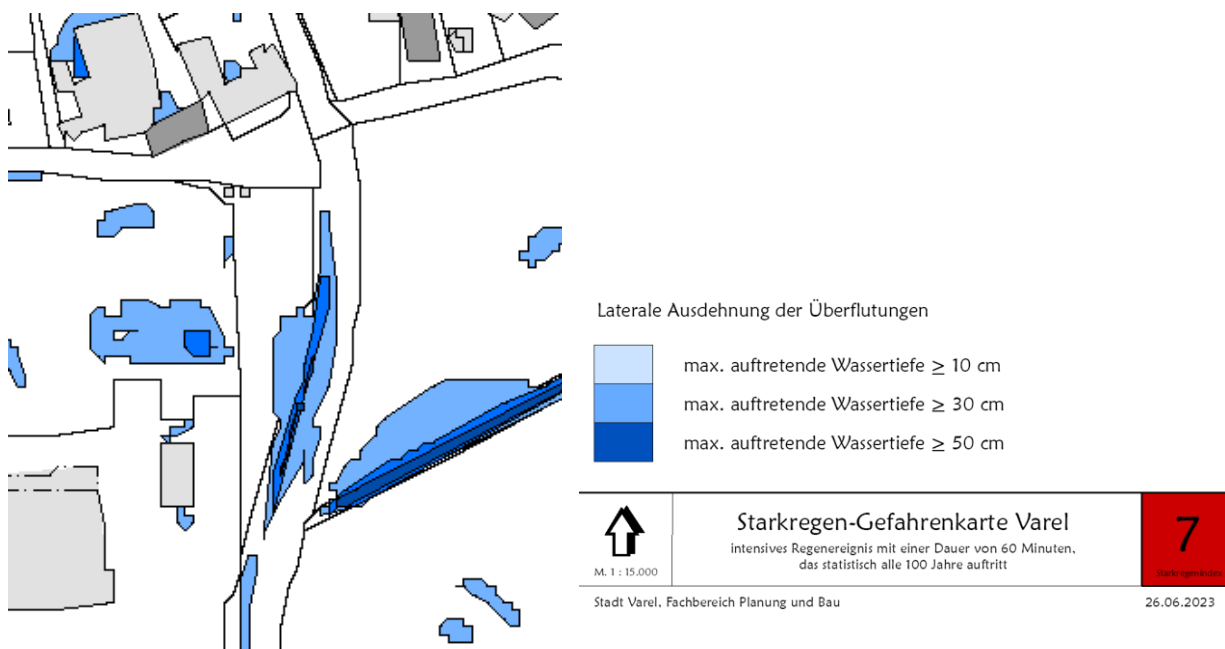 Laterale Ausdehnung der Überflutungen
max. auftretende Wassertiefe ≥ 10 cm
max. auftretende Wassertiefe ≥ 30 cm
max. auftretende Wassertiefe ≥ 50 cm
M. 1 : 15.000
Starkregen-Gefahrenkarte Varel
intensives Regenereignis mit einer Dauer von 60 Minuten,
das statistisch alle 100 Jahre auftritt
7
Starkregenindex
Stadt Varel, Fachbereich Planung und Bau
26.06.2023